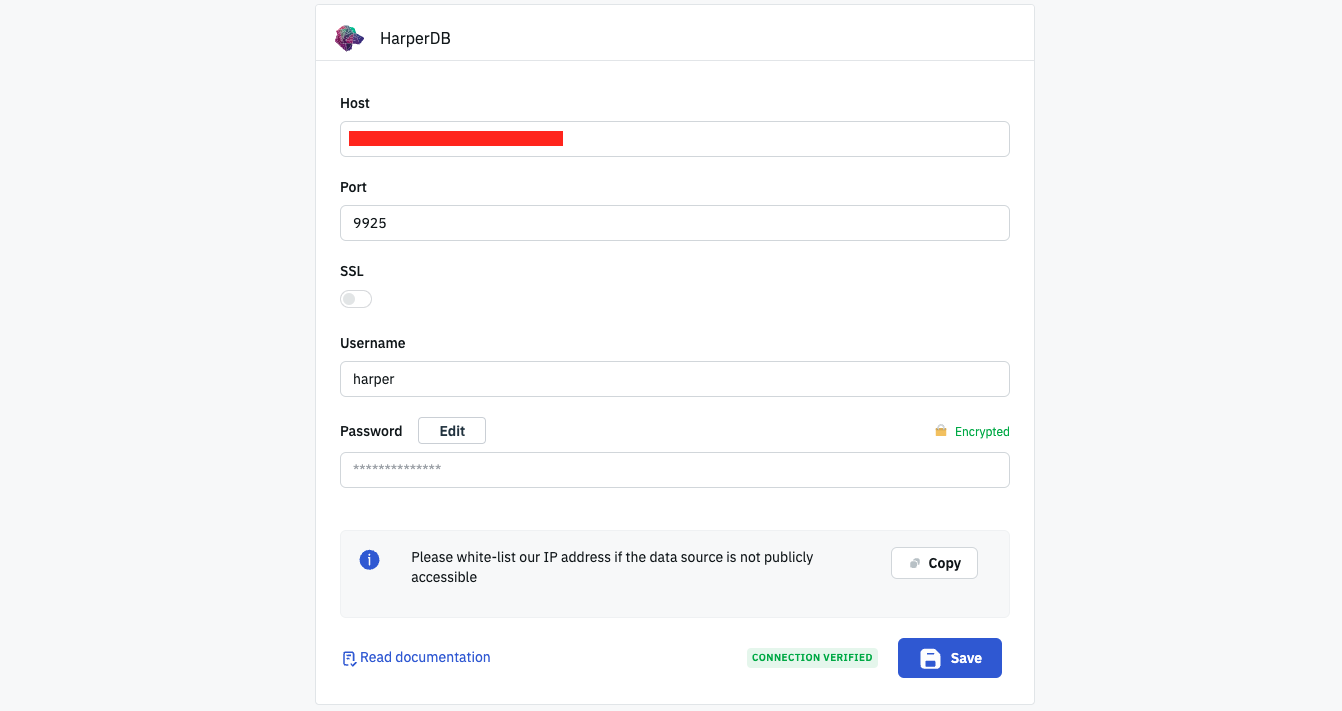 HarperDB
Host
Port
9925
SSL
Username
harper
Password
Edit
Encrypted
**************
Please white-list our IP address if the data source is not publicly
accessible
Copy
Read documentation
CONNECTION VERIFIED
Save